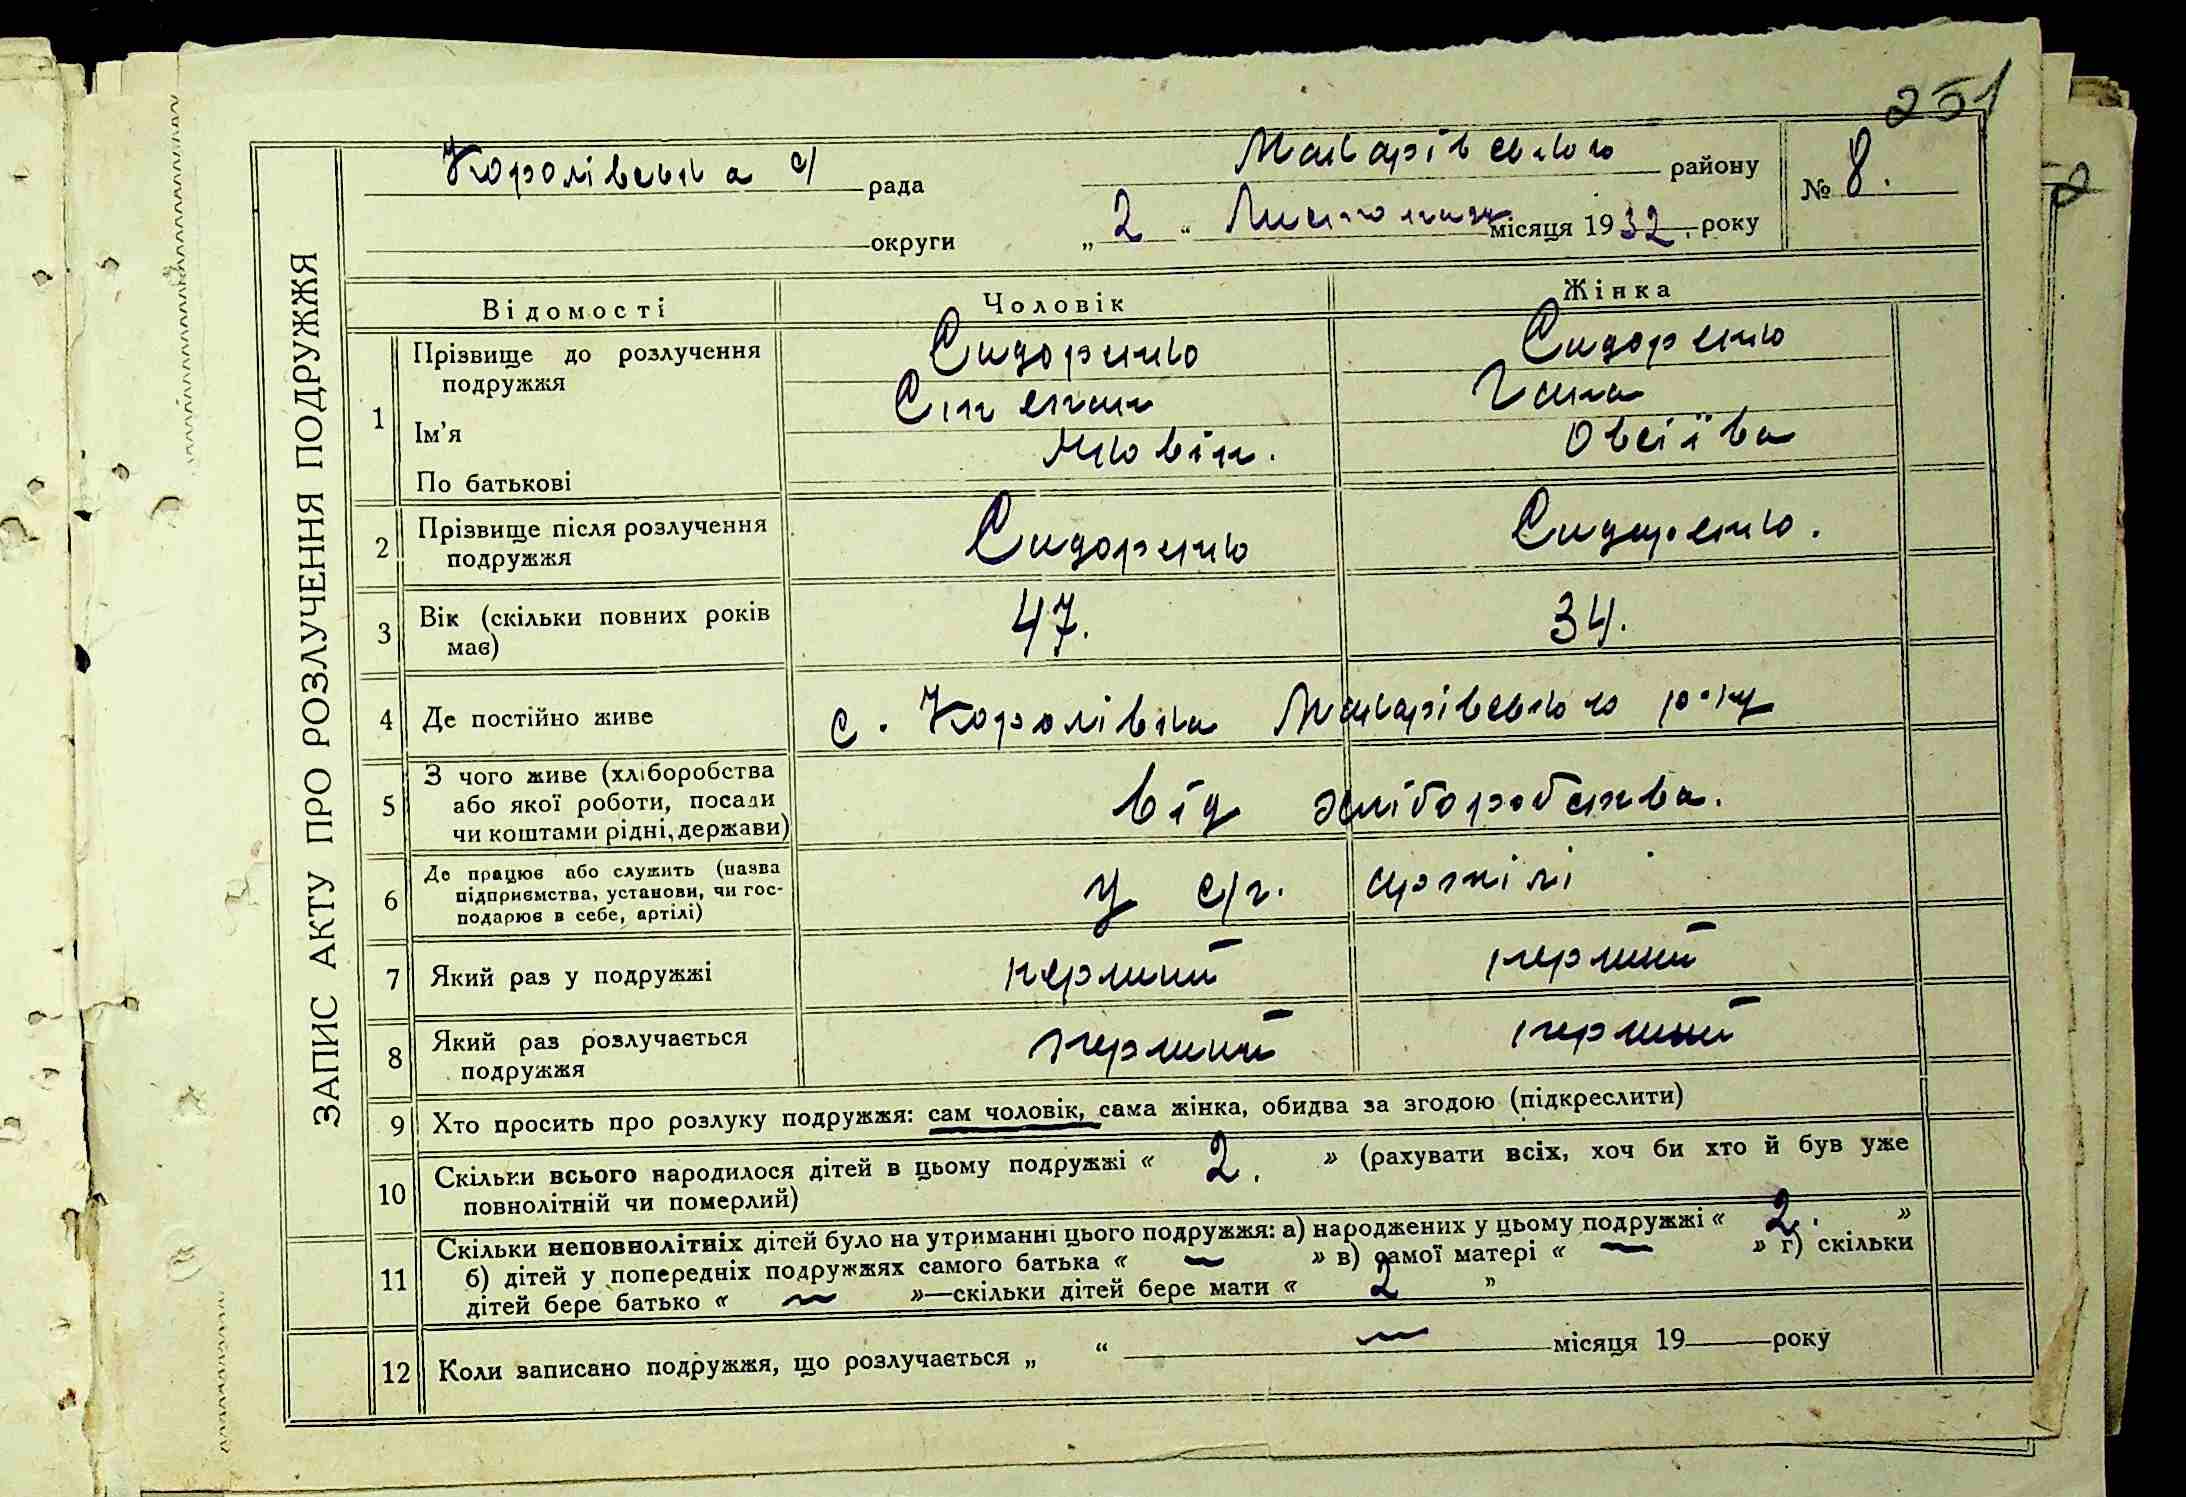 251
Королівська с/ рада Макарівського району № 8.
округи „ 2 “ Листопада місяця 1932. року
ЗАПИС АКТУ ПРО РОЗЛУЧЕННЯ ПОДРУЖЖЯ
Відомості Чоловік Жінка
1 Прізвище до розлучення подружжя Сидоренко Сидоренко
Ім'я Степан Гана
По батькові Яковів. Овсіїва
2 Прізвище після розлучення Сидоренко Сидоренко.
подружжя
3 Вік (скільки повних років 47. 34.
має)
4 Де постійно живе с. Королівка Макарівського р-ну
5 З чого живе (хліборобства
або якої роботи, посади від хліборобства.
чи коштами рідні, держави)
6 Де працює або служить (назва
підприємства, установи, чи гос- у с/г. артілі
подарює в себе, артілі)
7 Який раз у подружжі перший перший
8 Який раз розлучається перший перший
подружжя
9 Хто просить про розлуку подружжя: сам чоловік, сама жінка, обидва за згодою (підкреслити)
10 Скільки всього народилося дітей в цьому подружжі « 2. » (рахувати всіх, хоч би хто й був уже
повнолітній чи померлий)
11 Скільки неповнолітніх дітей було на утриманні цього подружжя: а) народжених у цьому подружжі « 2. »
б) дітей у попередніх подружжях самого батька « — » в) самої матері « — » г) скільки
дітей бере батько « — »—скільки дітей бере мати « 2 »
12 Коли записано подружжя, що розлучається „ “ — місяця 19 року